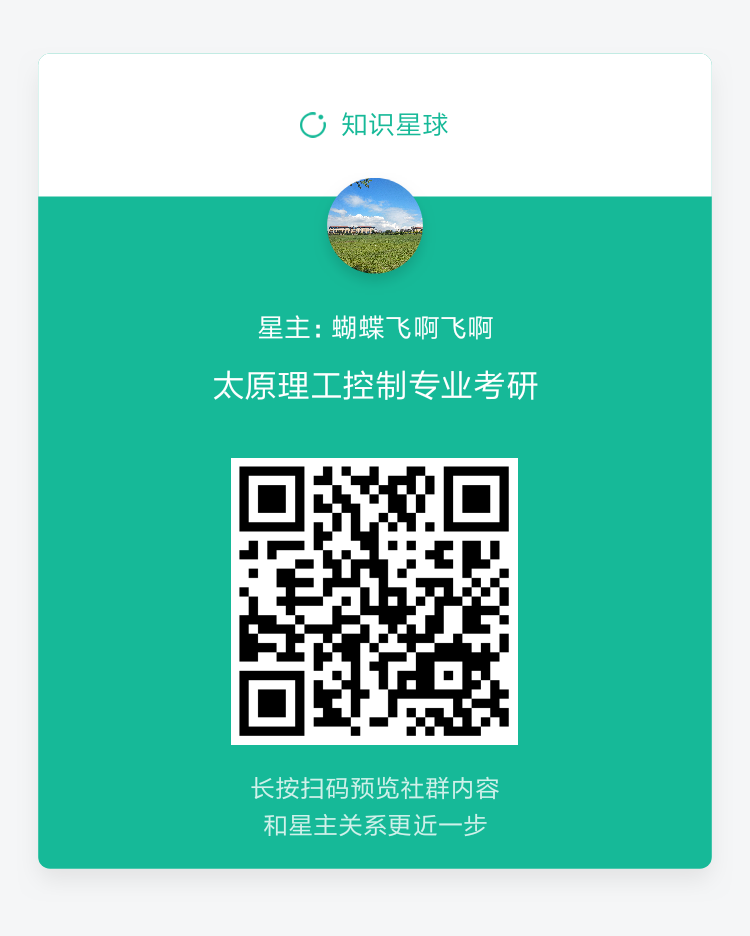 知识星球
星主: 蝴蝶飞啊飞啊
太原理工控制专业考研
长按扫码预览社群内容
和星主关系更近一步